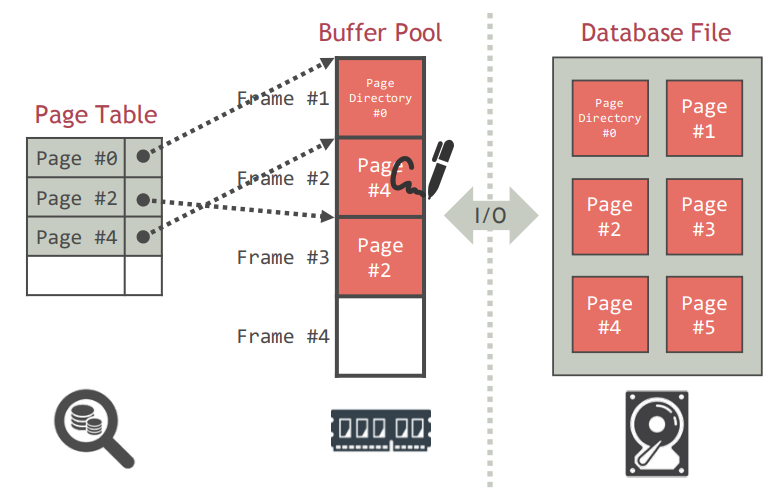 Buffer Pool
Database File
Page Table
Page #0
Page #2
Page #4
Frame #1
Frame #2
Frame #3
Frame #4
Page
Directory
#0
Page
#4
Page
#2
I/O
Page
Directory
#0
Page
#1
Page
#2
Page
#3
Page
#4
Page
#5